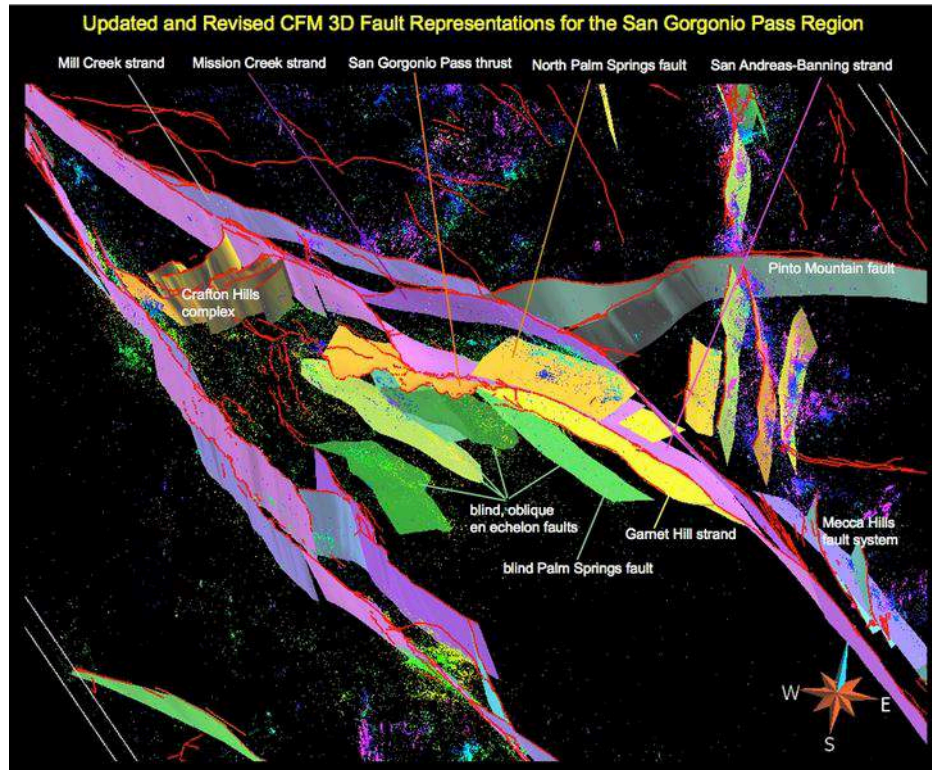 Updated and Revised CFM 3D Fault Representations for the San Gorgonio Pass Region
Mill Creek strand
Mission Creek strand
San Gorgonio Pass thrust
North Palm Springs fault
San Andreas-Banning strand
Pinto Mountain fault
Crafton Hills
complex
blind, oblique
en echelon faults
Garnet Hill strand
Mecca Hills
fault system
blind Palm Springs fault
W
E
S